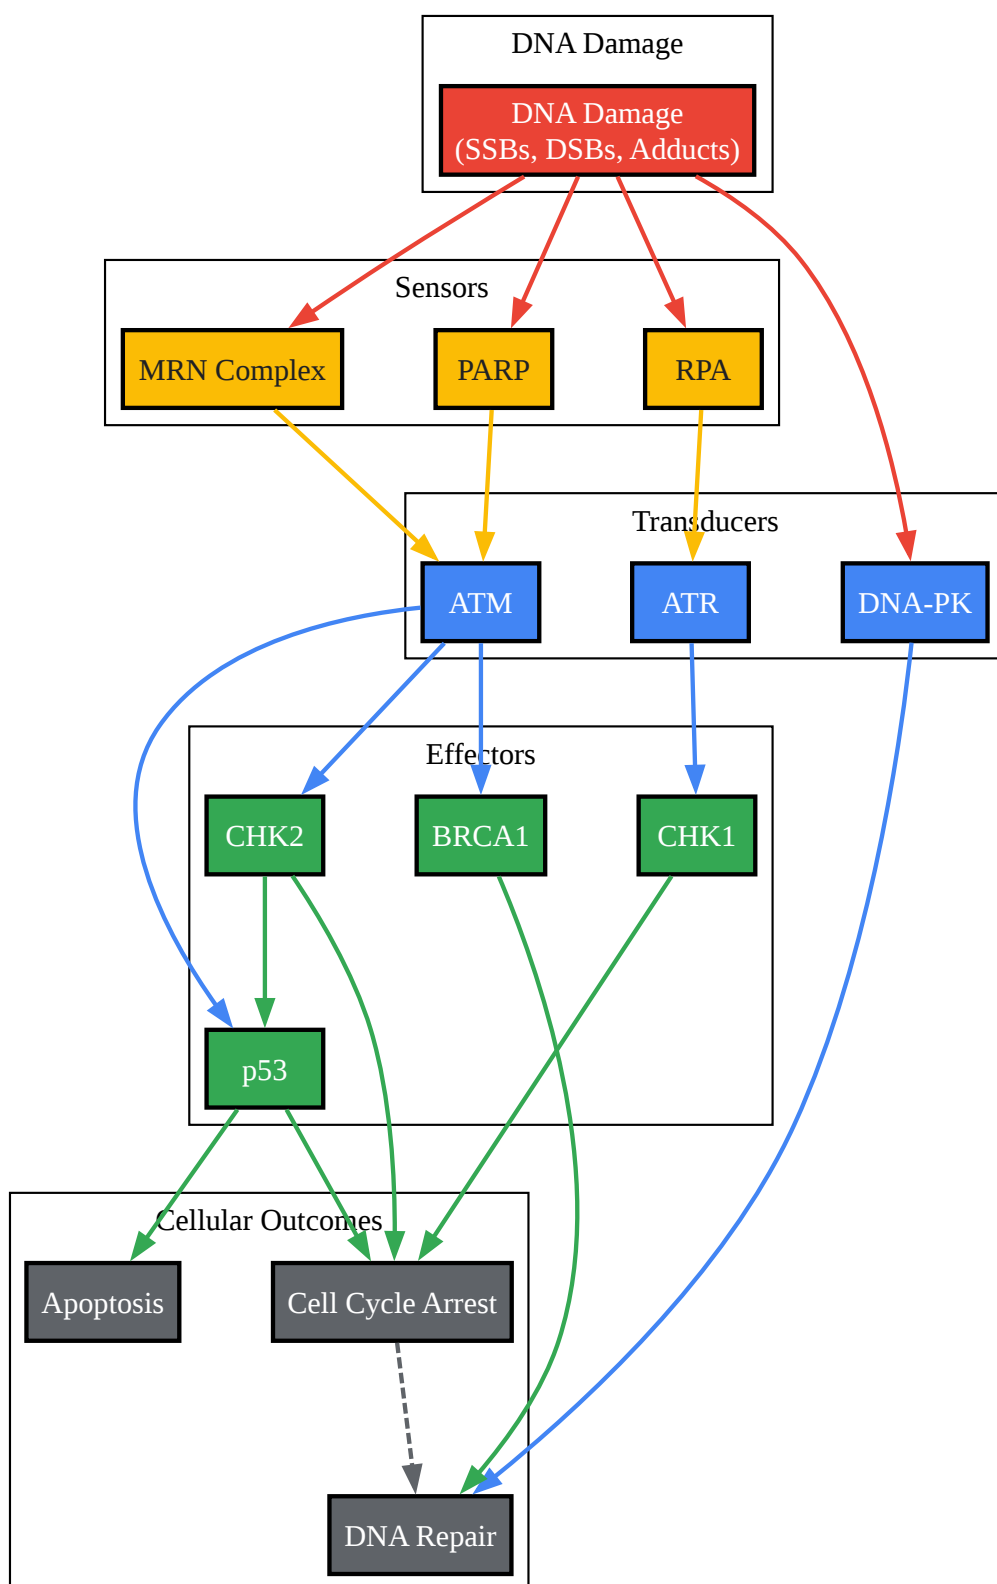 DNA Damage
DNA Damage
(SSBs, DSBs, Adducts)
Sensors
MRN Complex
PARP
RPA
Transducers
ATM
ATR
DNA-PK
Effectors
CHK2
BRCA1
CHK1
p53
Cellular Outcomes
Apoptosis
Cell Cycle Arrest
DNA Repair